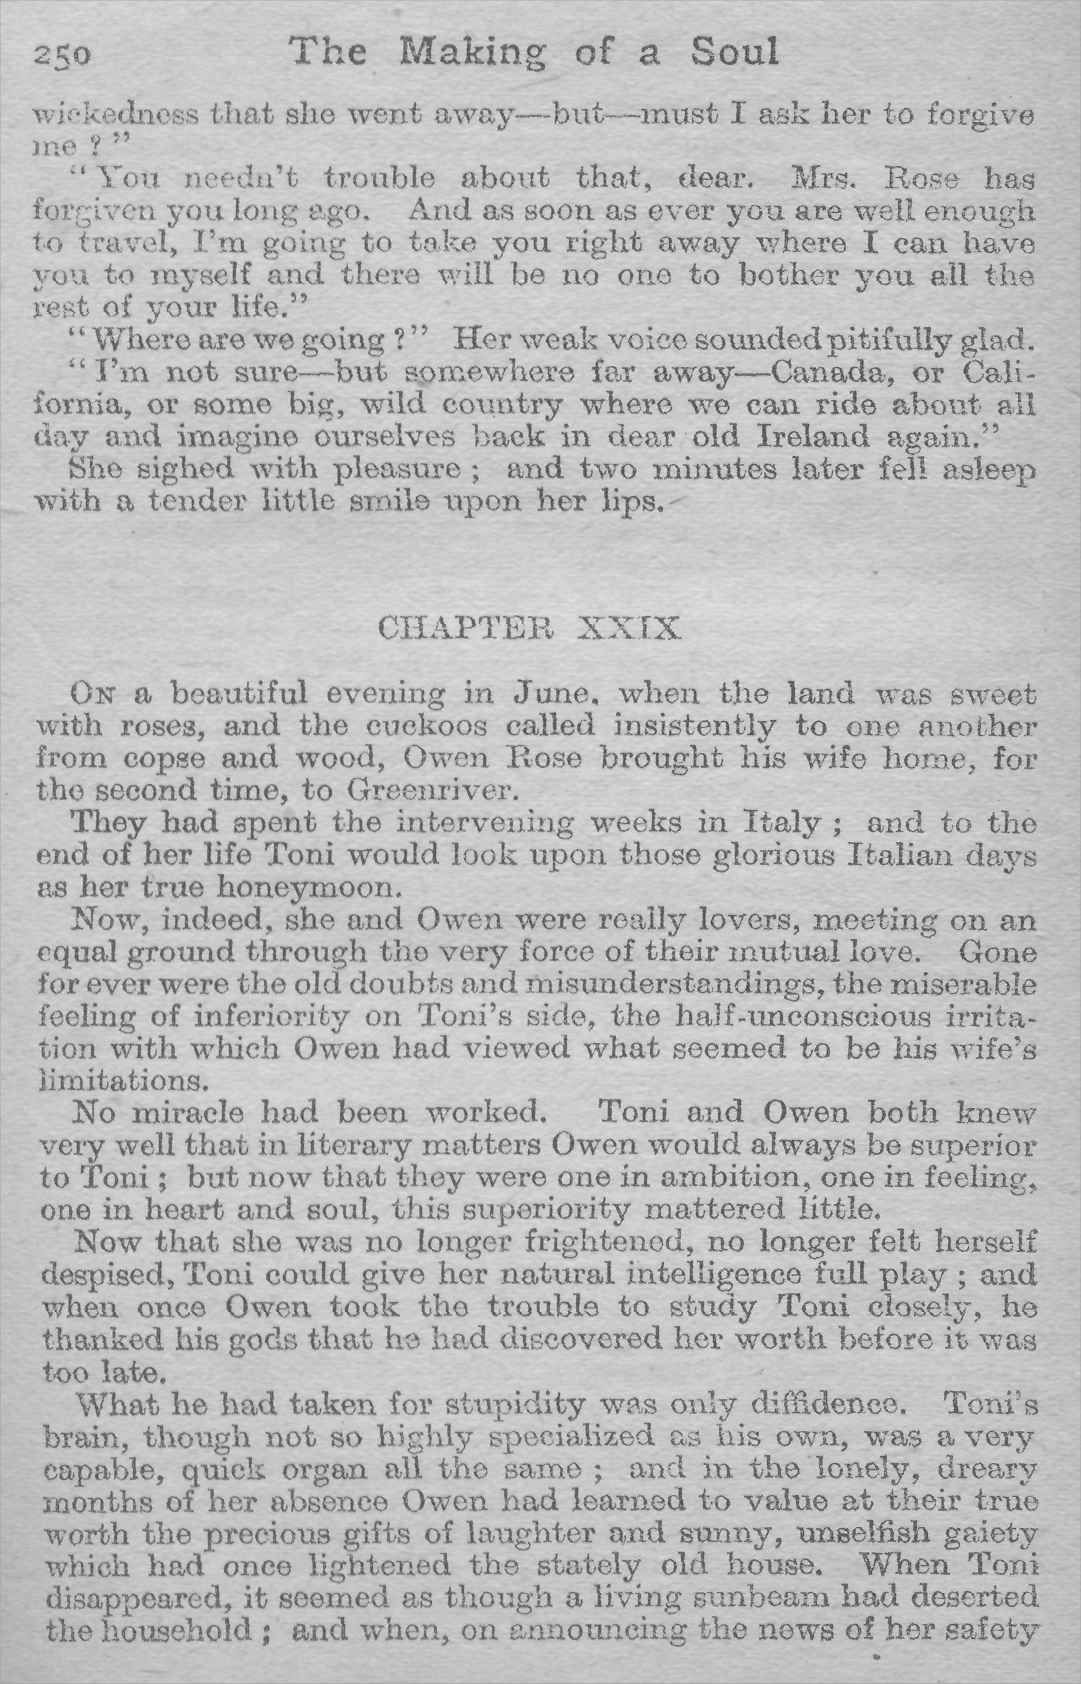 250 The Making of a Soul
wickedness that she went away—but—must I ask her to forgive
me ? ”
“ You needn’t trouble about that, dear. Mrs. Rose has
forgiven you long ago. And as soon as ever you are well enough
to travel, I’m going to take you right away where I can have
you to myself and there will be no one to bother you all the
rest of your life.”
“ Where are we going ? ” Her weak voice sounded pitifully glad.
“ I’m not sure—but somewhere far away—Canada, or Cali-
fornia, or some big, wild country where we can ride about all
day and imagine ourselves back in dear old Ireland again.”
She sighed with pleasure ; and two minutes later fell asleep
with a tender little smile upon her lips.
CHAPTER XXIX
ON a beautiful evening in June, when the land was sweet
with roses, and the cuckoos called insistently to one another
from copse and wood, Owen Rose brought his wife home, for
the second time, to Greenriver.
They had spent the intervening weeks in Italy ; and to the
end of her life Toni would look upon those glorious Italian days
as her true honeymoon.
Now, indeed, she and Owen were really lovers, meeting on an
equal ground through the very force of their mutual love. Gone
for ever were the old doubts and misunderstandings, the miserable
feeling of inferiority on Toni’s side, the half-unconscious irrita-
tion with which Owen had viewed what seemed to be his wife’s
limitations.
No miracle had been worked. Toni and Owen both knew
very well that in literary matters Owen would always be superior
to Toni ; but now that they were one in ambition, one in feeling,
one in heart and soul, this superiority mattered little.
Now that she was no longer frightened, no longer felt herself
despised, Toni could give her natural intelligence full play ; and
when once Owen took the trouble to study Toni closely, he
thanked his gods that he had discovered her worth before it was
too late.
What he had taken for stupidity was only diffidence. Toni’s
brain, though not so highly specialized as his own, was a very
capable, quick organ all the same ; and in the lonely, dreary
months of her absence Owen had learned to value at their true
worth the precious gifts of laughter and sunny, unselfish gaiety
which had once lightened the stately old house. When Toni
disappeared, it seemed as though a living sunbeam had deserted
the household ; and when, on announcing the news of her safety